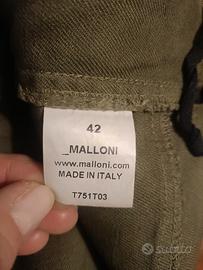 42
_MALLONI
www.malloni.com
MADE IN ITALY
T751T03
subito